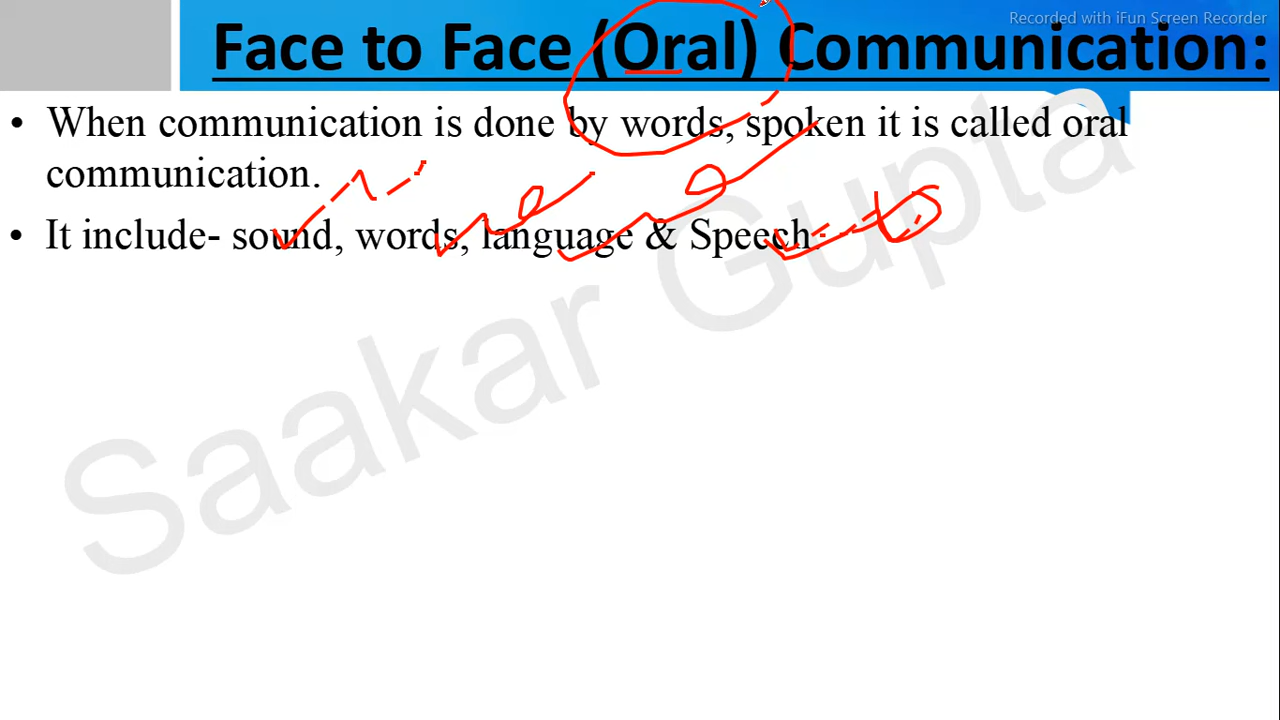 Recorded with iFun Screen Recorder
Face to Face (Oral) Communication:
• When communication is done by words, spoken it is called oral
communication.
• It include- sound, words, language & Speech.
Saakar Gupta